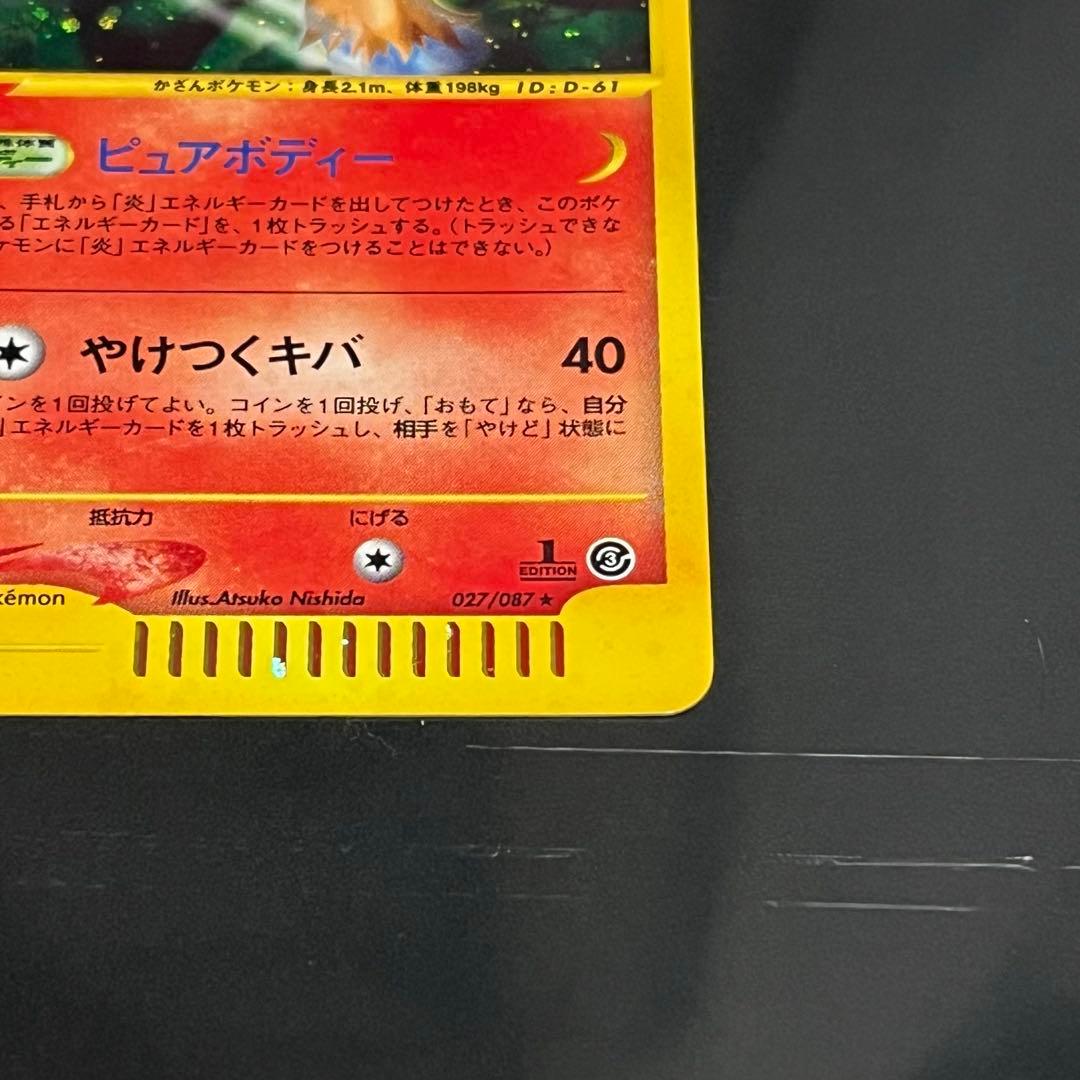 かざんポケモン：身長2.1m、体重198kg ID:D-61
ピュアボディー
、手札から「炎」エネルギーカードを出してつけたとき、このポケ
る「エネルギーカード」を、1枚トラッシュする。（トラッシュできな
ケモンに「炎」エネルギーカードをつけることはできない。）
やけつくキバ 40
インを1回投げてよい。コインを1回投げ、「おもて」なら、自分
」エネルギーカードを1枚トラッシュし、相手を「やけど」状態に
抵抗力 にげる
1 EDITION 3
kémon Illus.Atsuko Nishida 027/087★